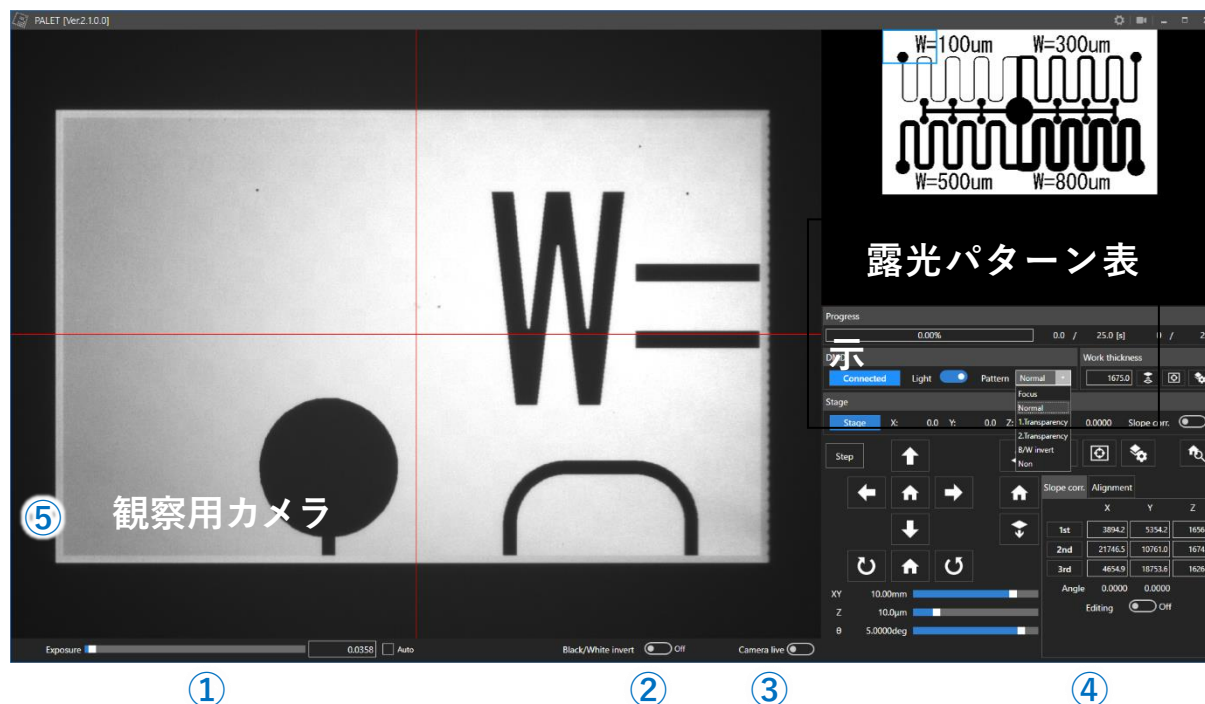 PALET [Ver.2.1.0.0]
W=100um W=300um
W=500um W=800um
W=
露光パターン表示
観察用カメラ
⑤
Progress
0.00% 0.0 / 25.0 [s] /
Work thickness
Connected Light Pattern Normal 1675.0
Focus
Normal
1.Transparency
2.Transparency
B/W invert
Non
Stage
Stage X: 0.0 Y: 0.0 Z: 0.0000 Slope corr.
Step
Slope corr. Alignment
X Y Z
1st 3894.2 5354.2 1656
2nd 21746.5 10761.0 1674
3rd 4654.9 18753.6 1626
Angle 0.0000 0.0000
Editing Off
XY 10.00mm
Z 10.0μm
θ 5.0000deg
Exposure 0.0358 Auto Black/White invert Off Camera live
① ② ③ ④